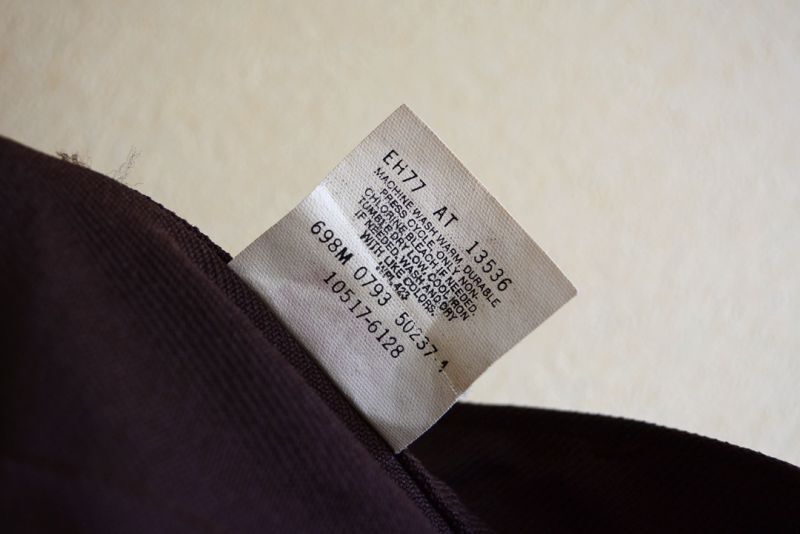 EH77 AT 13536
MACHINE WASH WARM, DURABLE
PRESS CYCLE. ONLY NON-
CHLORINE BLEACH IF NEEDED.
TUMBLE DRY LOW, COOL IRON
IF NEEDED. WASH AND DRY
WITH LIKE COLORS.
698M 0793 50237-1
10517-6128